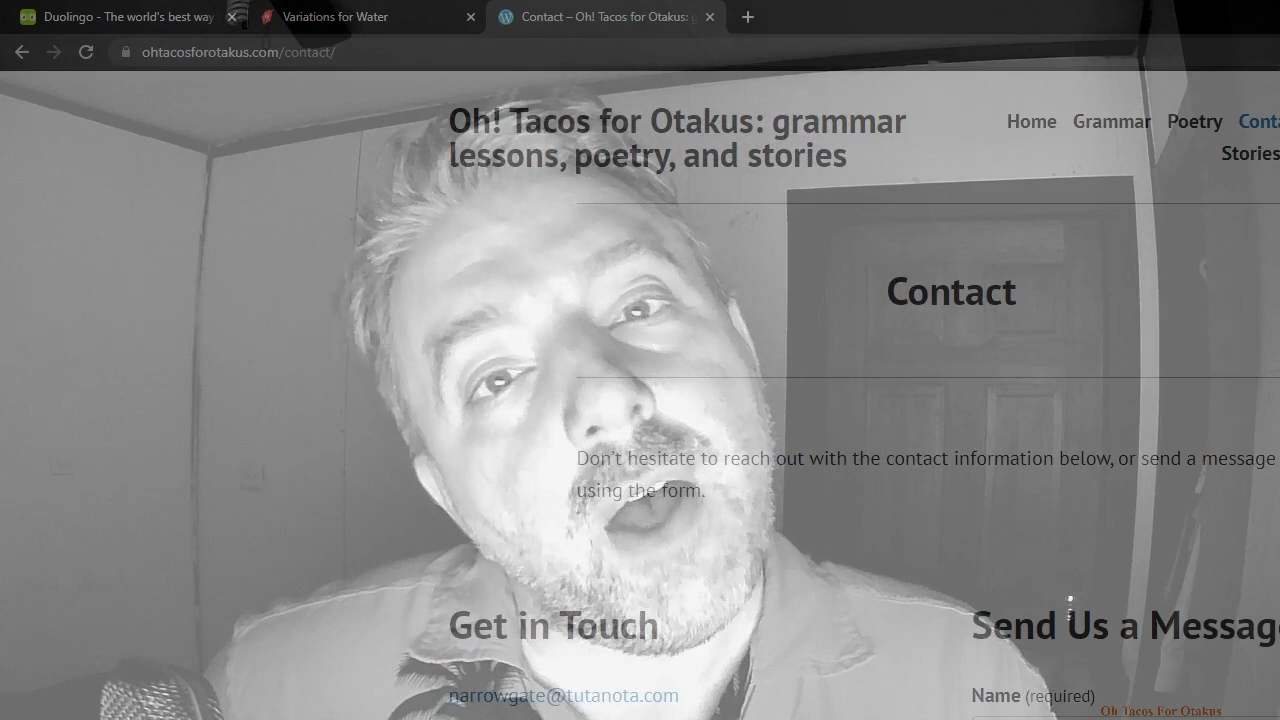 Duolingo - The world's best way
Variations for Water
Contact – Oh! Tacos for Otakus: g
ohtacosforotakus.com/contact/
Oh! Tacos for Otakus: grammar
lessons, poetry, and stories
Home Grammar Poetry Conta
Stories
Contact
Don't hesitate to reach out with the contact information below, or send a message
using the form.
Get in Touch
Send Us a Message
narrowgate@tutanota.com
Name (required)
Oh Tacos For Otakus